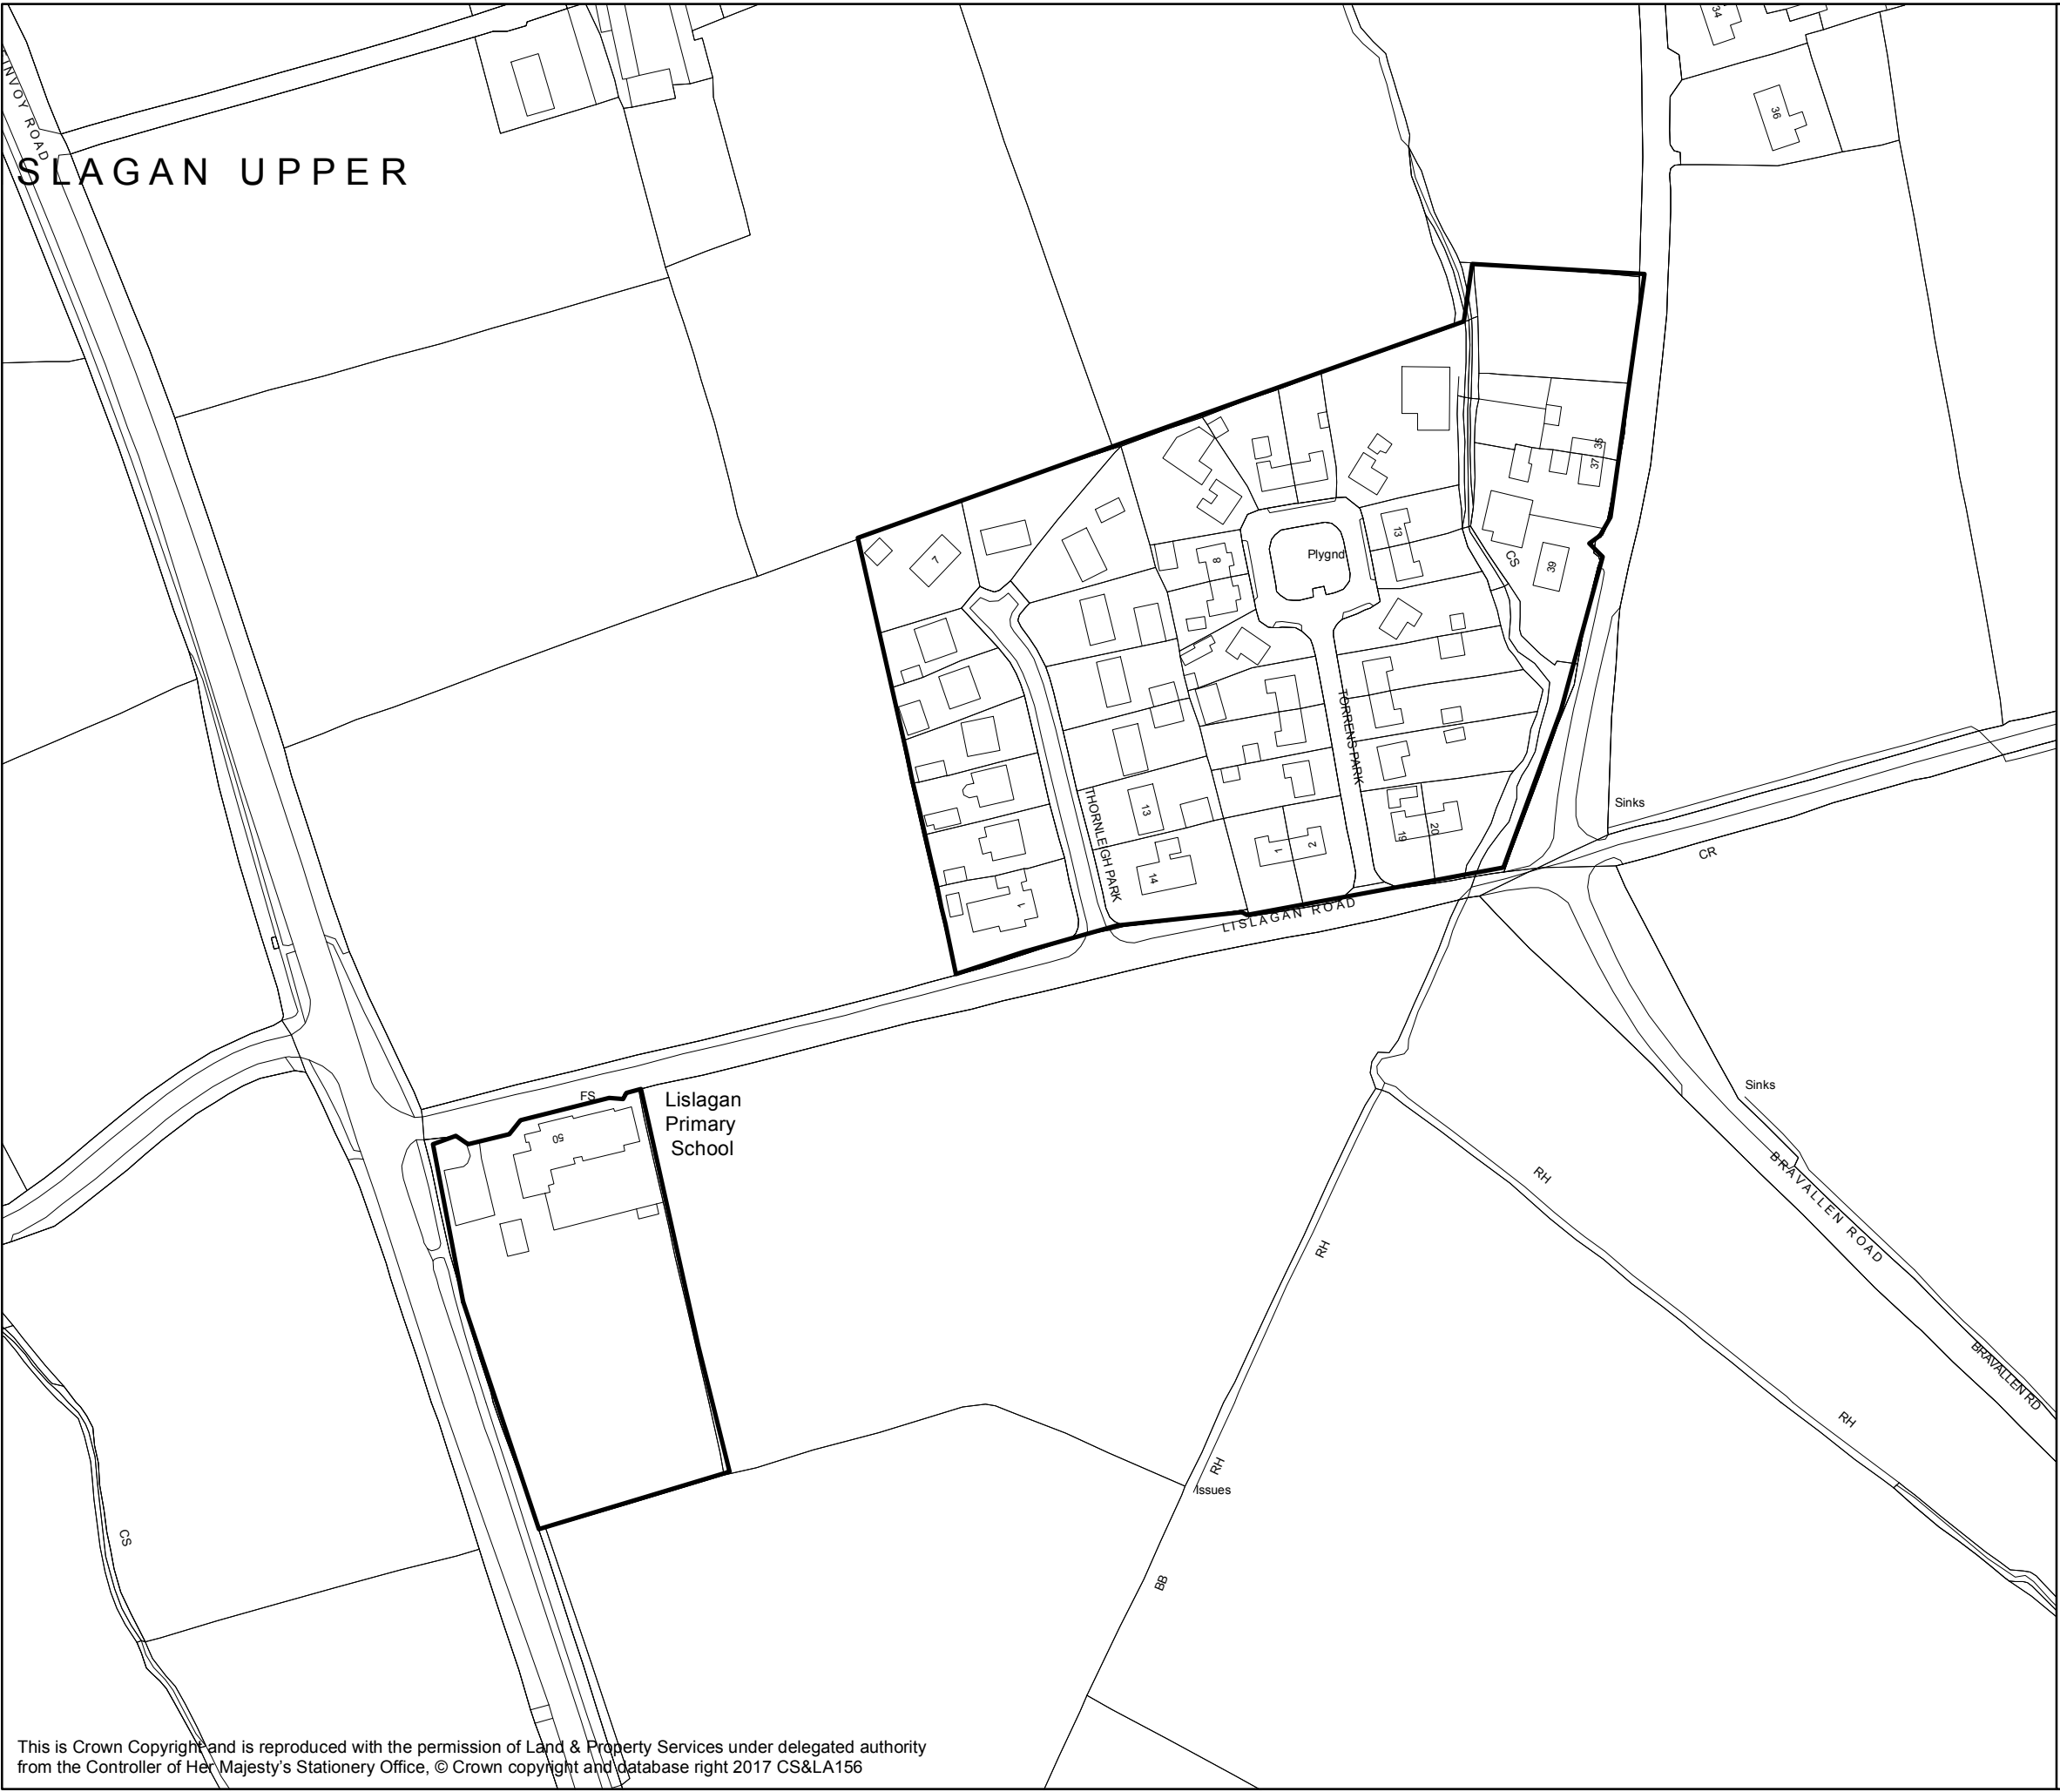 34
36
NVOY ROAD
SLAGAN UPPER
35
37
7
13
Plygnd
8
CS
39
TORRENS PARK
THORNLEIGH PARK
13
Sinks
19
20
1
2
CR
14
1
LISLAGAN ROAD
FS
Lislagan
Primary
School
50
Sinks
BRAVALLEN ROAD
RH
RH
BRAVALLEN RD
RH
RH
Issues
CS
BB
This is Crown Copyright and is reproduced with the permission of Land & Property Services under delegated authority
from the Controller of Her Majesty's Stationery Office, © Crown copyright and database right 2017 CS&LA156